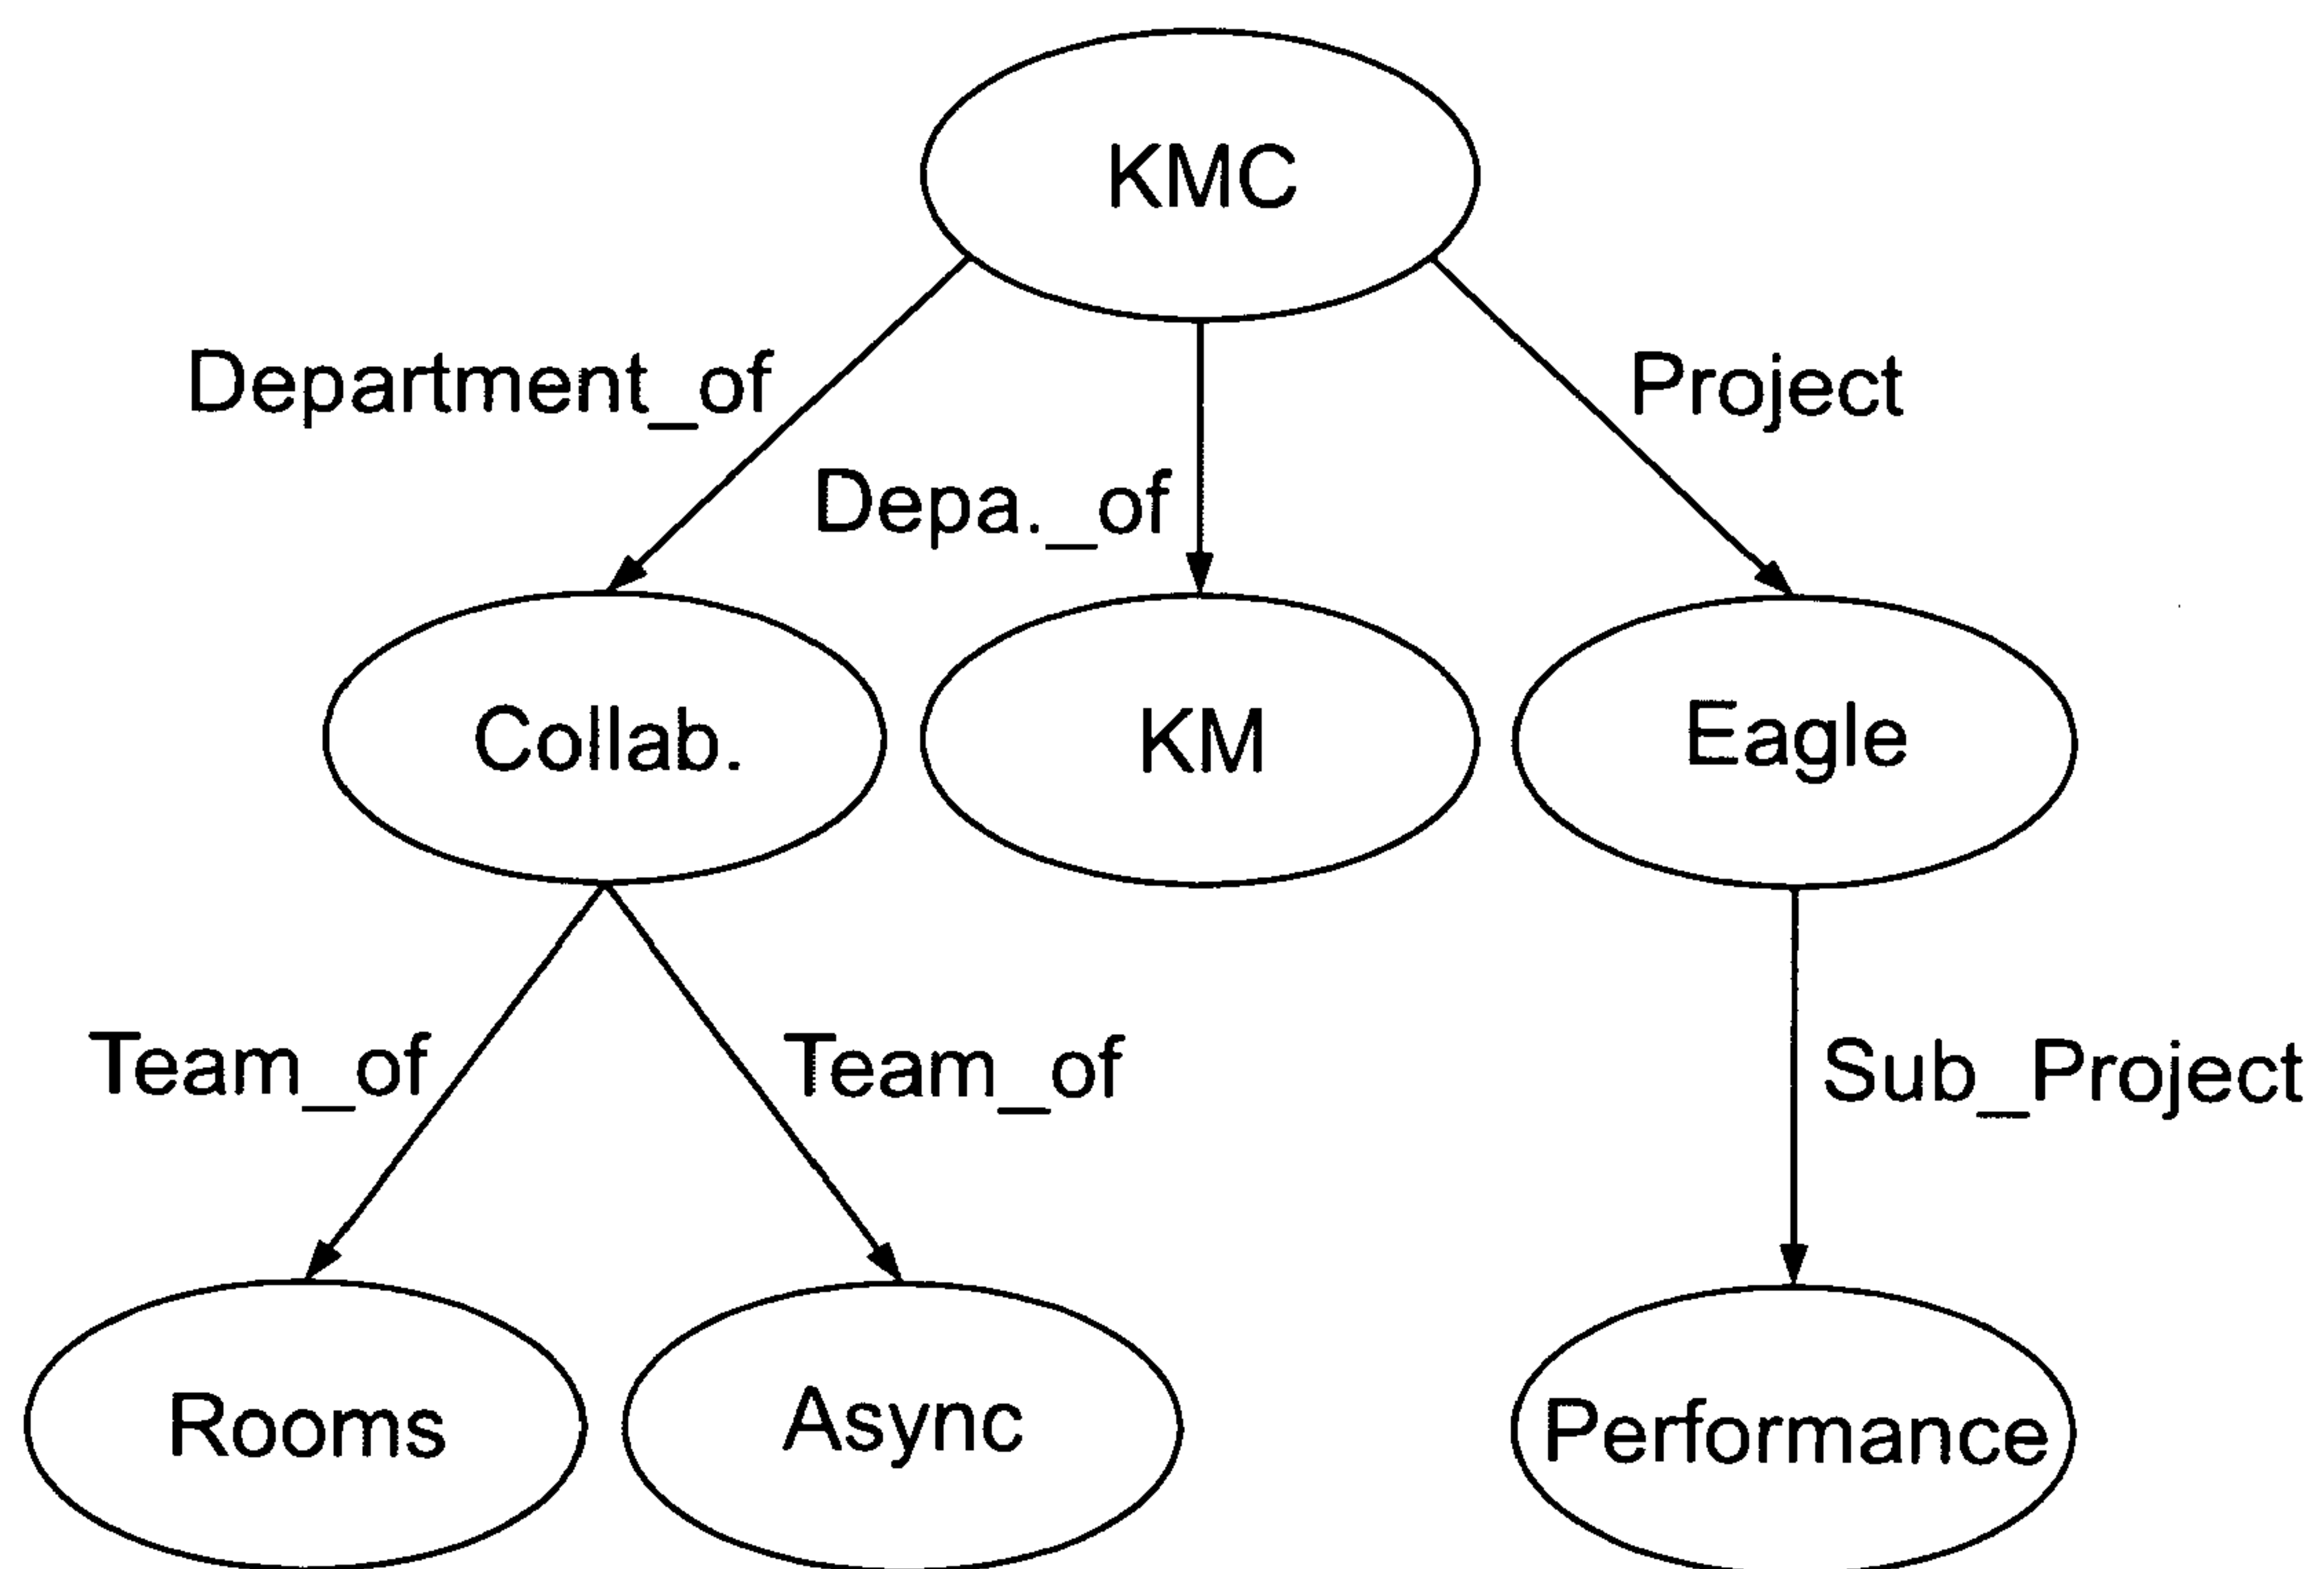 KMC
Department_of
Project
Depa._of
Collab.
KM
Eagle
Team_of
Team_of
Sub_Project
Rooms
Async
Performance